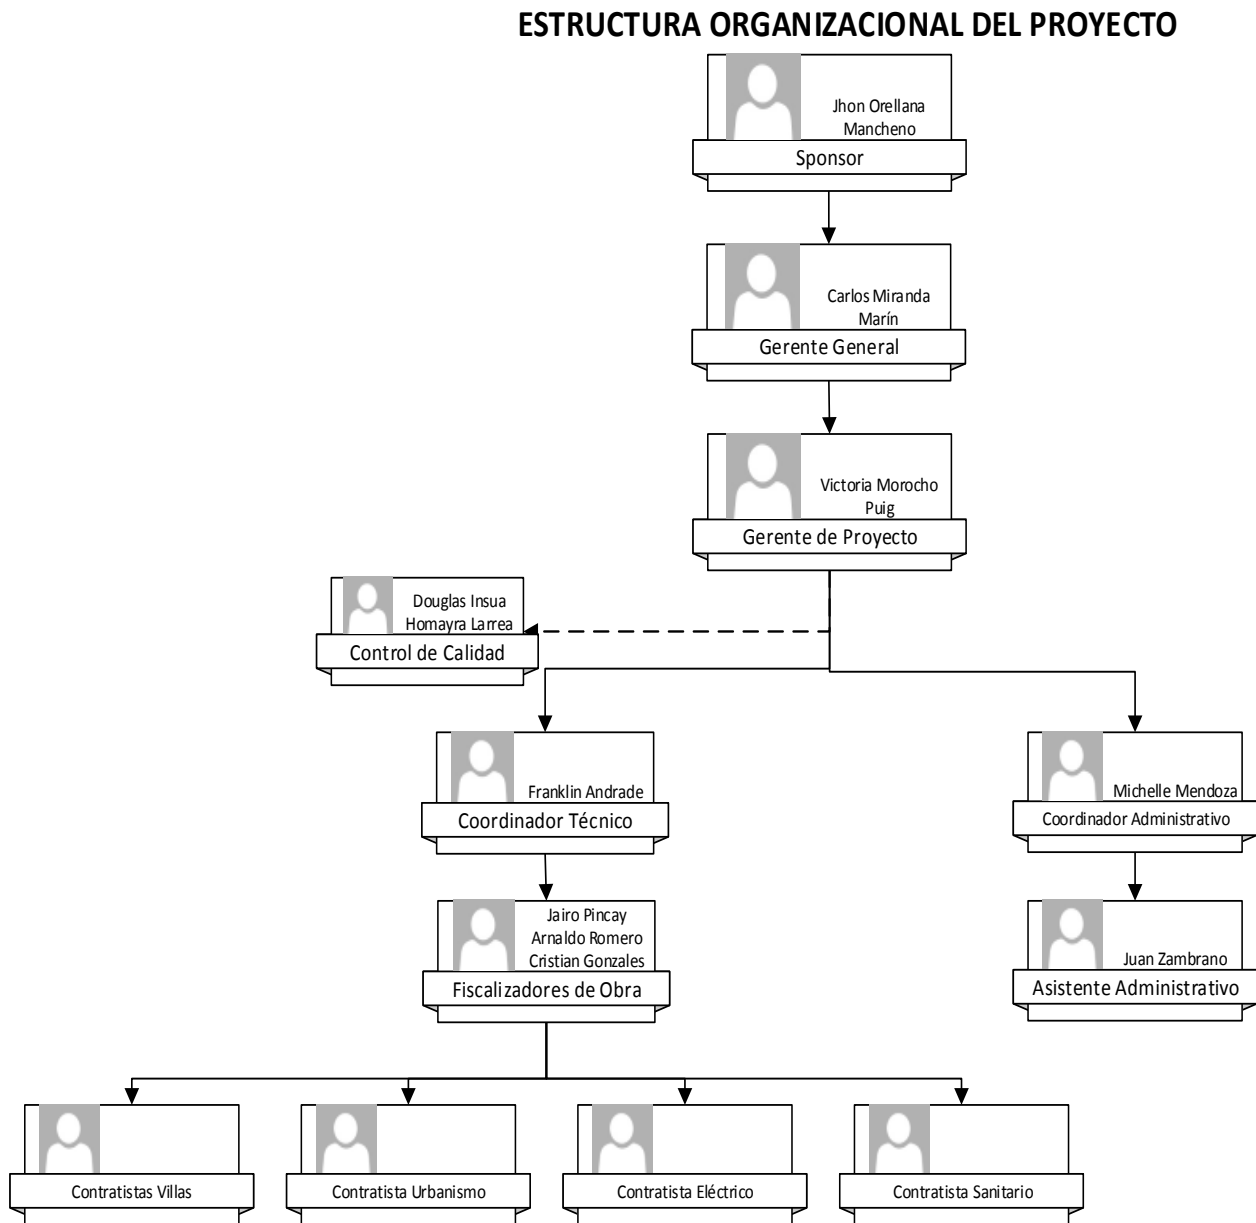 ESTRUCTURA ORGANIZACIONAL DEL PROYECTO
Jhon Orellana
Mancheno
Sponsor
Carlos Miranda
Marín
Gerente General
Victoria Morocho
Puig
Gerente de Proyecto
Douglas Insua
Homayra Larrea
Control de Calidad
Franklin Andrade
Coordinador Técnico
Michelle Mendoza
Coordinador Administrativo
Jairo Pincay
Arnaldo Romero
Cristian Gonzales
Fiscalizadores de Obra
Juan Zambrano
Asistente Administrativo
Contratistas Villas
Contratista Urbanismo
Contratista Eléctrico
Contratista Sanitario